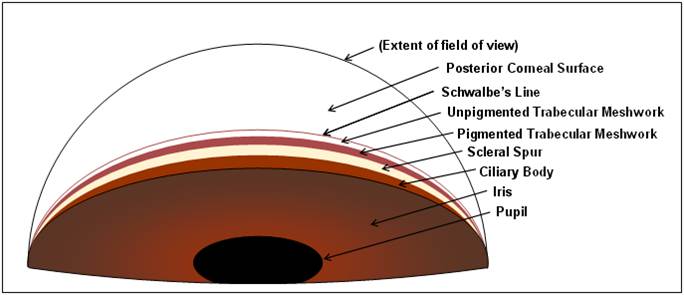 (Extent of field of view)
Posterior Corneal Surface
Schwalbe's Line
Unpigmented Trabecular Meshwork
Pigmented Trabecular Meshwork
Scleral Spur
Ciliary Body
Iris
Pupil